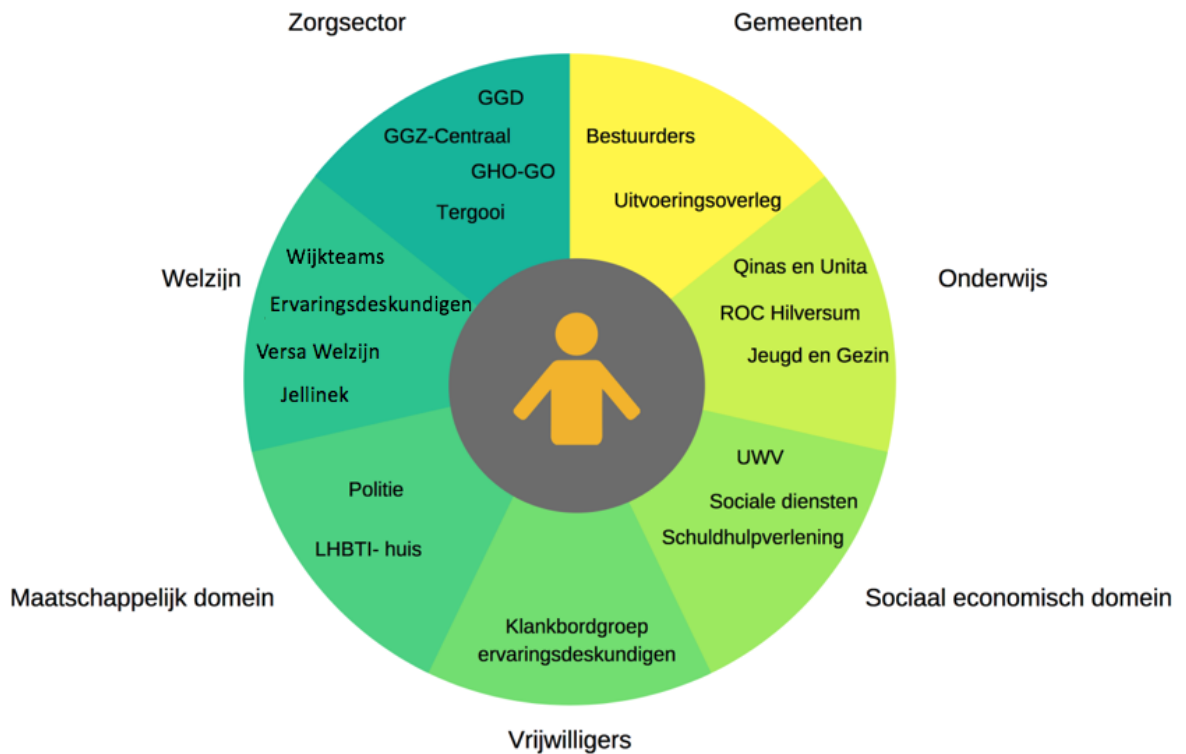 Zorgsector
Gemeenten
GGD
GGZ-Centraal
GHO-GO
Tergooi
Bestuurders
Uitvoeringsoverleg
Welzijn
Wijkteams
Ervaringsdeskundigen
Versa Welzijn
Jellinek
Qinas en Unita
ROC Hilversum
Jeugd en Gezin
Onderwijs
Politie
LHBTI- huis
UWV
Sociale diensten
Schuldhulpverlening
Maatschappelijk domein
Sociaal economisch domein
Klankbordgroep
ervaringsdeskundigen
Vrijwilligers